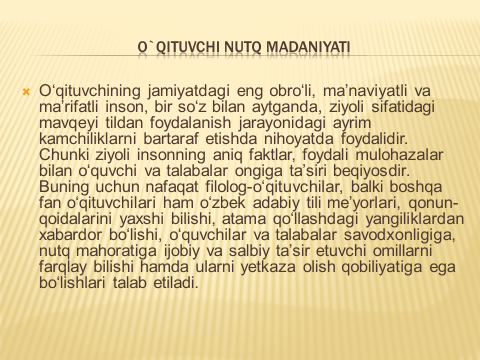 O`QITUVCHI NUTQ MADANIYATI
O‘qituvchining jamiyatdagi eng obro‘li, ma’naviyatli va
ma’rifatli inson, bir so‘z bilan aytganda, ziyoli sifatidagi
mavqeyi tildan foydalanish jarayonidagi ayrim
kamchiliklarni bartaraf etishda nihoyatda foydalidir.
Chunki ziyoli insonning aniq faktlar, foydali mulohazalar
bilan o‘quvchi va talabalar ongiga ta’siri beqiyosdir.
Buning uchun nafaqat filolog-o‘qituvchilar, balki boshqa
fan o‘qituvchilari ham o‘zbek adabiy tili me’yorlari, qonun-
qoidalarini yaxshi bilishi, atama qo‘llashdagi yangiliklardan
xabardor bo‘lishi, o‘quvchilar va talabalar savodxonligiga,
nutq mahoratiga ijobiy va salbiy ta’sir etuvchi omillarni
farqlay bilishi hamda ularni yetkaza olish qobiliyatiga ega
bo‘lishlari talab etiladi.